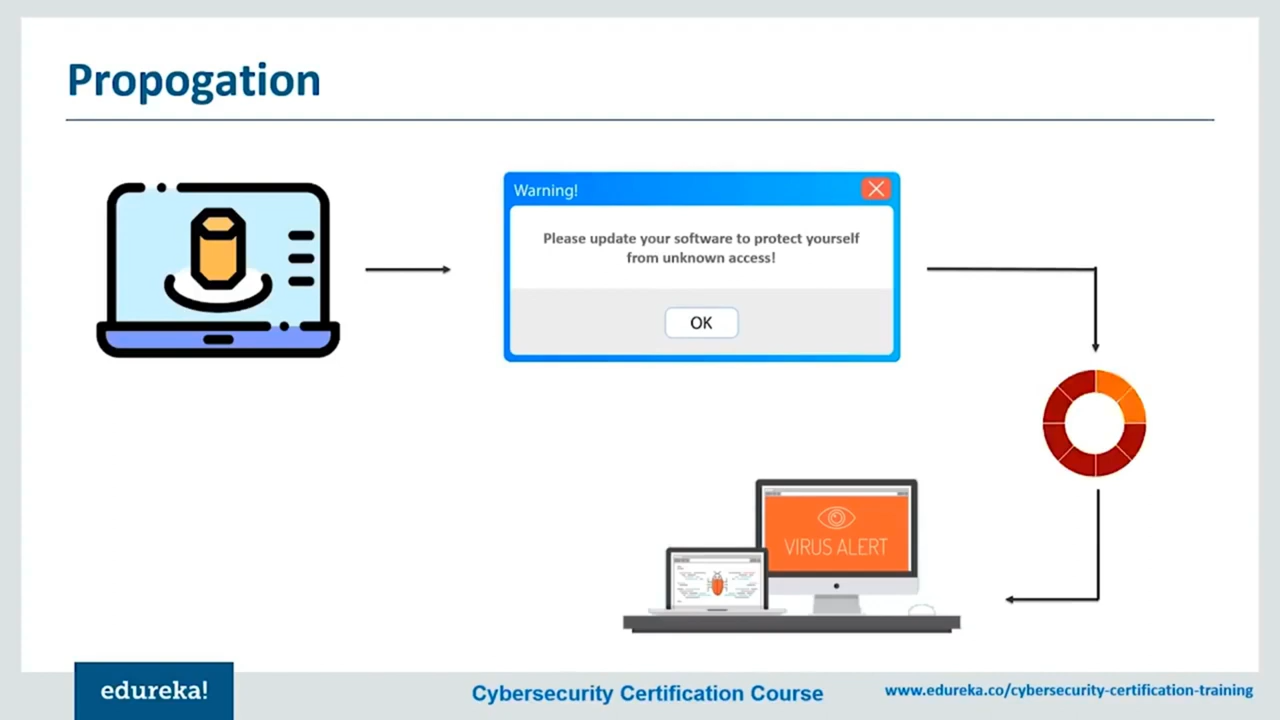 Propogation
Warning!
Please update your software to protect yourself
from unknown access!
OK
VIRUS ALERT
edureka!
Cybersecurity Certification Course
www.edureka.co/cybersecurity-certification-training